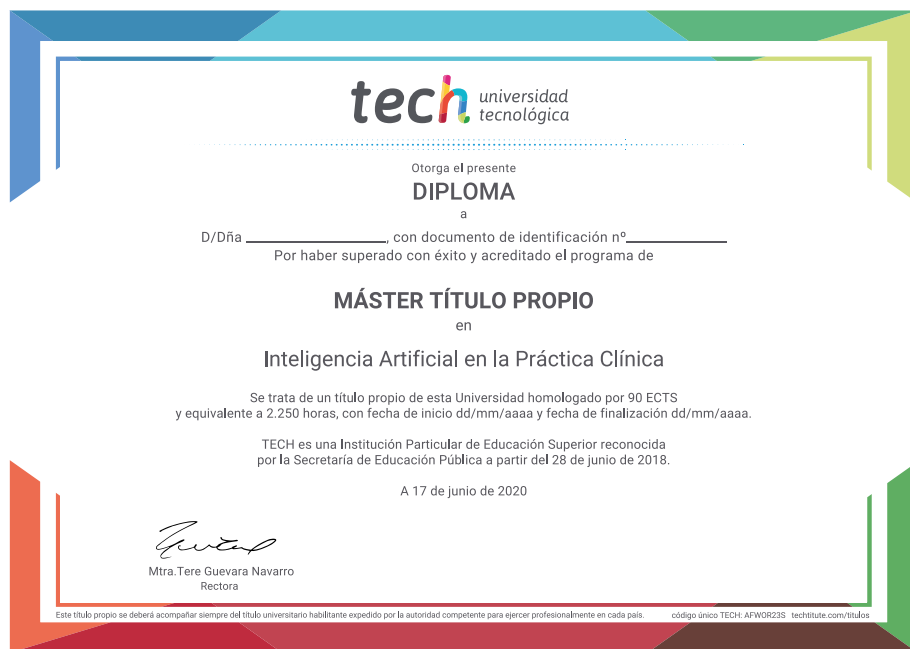 tech universidad
tecnológica
Otorga el presente
DIPLOMA
a
D/Dña ______________, con documento de identificación nº__________
Por haber superado con éxito y acreditado el programa de
MÁSTER TÍTULO PROPIO
en
Inteligencia Artificial en la Práctica Clínica
Se trata de un título propio de esta Universidad homologado por 90 ECTS
y equivalente a 2.250 horas, con fecha de inicio dd/mm/aaaa y fecha de finalización dd/mm/aaaa.
TECH es una Institución Particular de Educación Superior reconocida
por la Secretaría de Educación Pública a partir del 28 de junio de 2018.
A 17 de junio de 2020
Mtra.Tere Guevara Navarro
Rectora
Este título propio se deberá acompañar siempre del título universitario habilitante expedido por la autoridad competente para ejercer profesionalmente en cada país. código único TECH: AFWOR23S techtitute.com/titulos